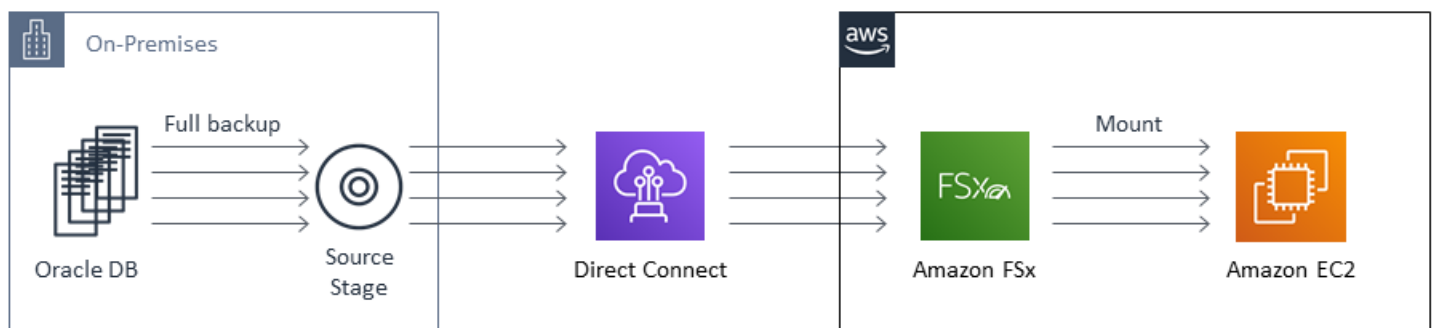 On-Premises
aws
Full backup
Mount
FSx
Oracle DB
Source
Stage
Direct Connect
Amazon FSx
Amazon EC2